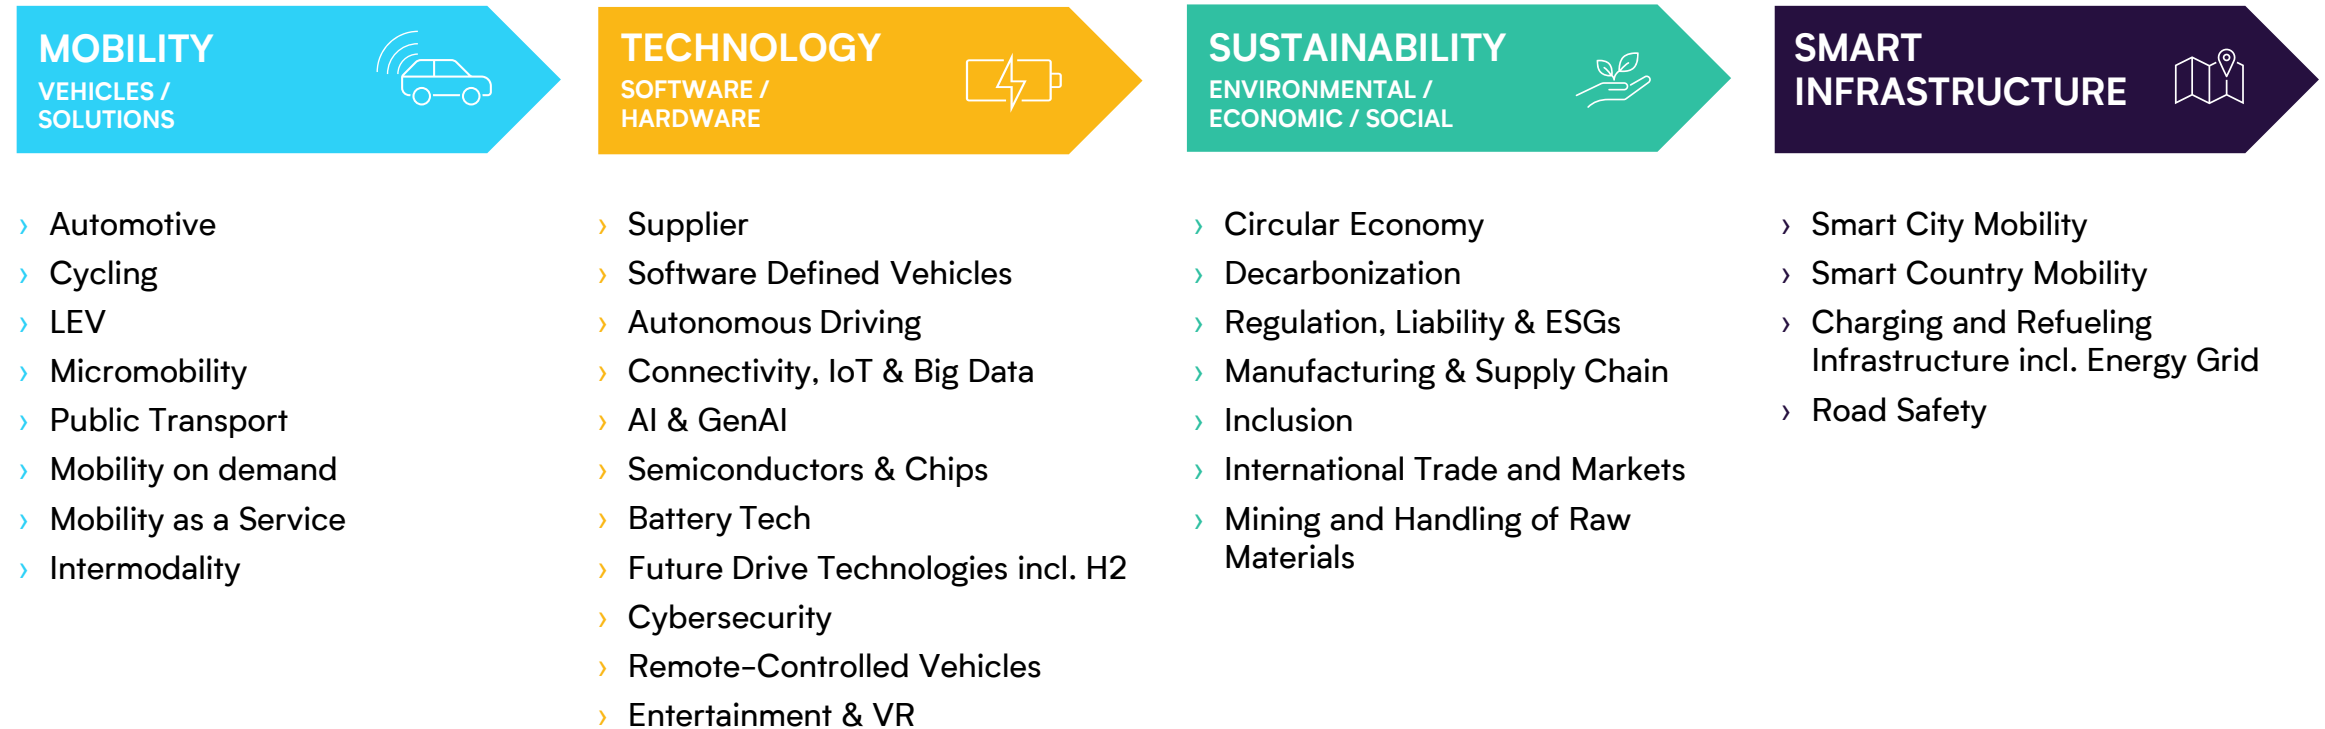 MOBILITY
VEHICLES /
SOLUTIONS
› Automotive
› Cycling
› LEV
› Micromobility
› Public Transport
› Mobility on demand
› Mobility as a Service
› Intermodality
TECHNOLOGY
SOFTWARE /
HARDWARE
› Supplier
› Software Defined Vehicles
› Autonomous Driving
› Connectivity, IoT & Big Data
› AI & GenAI
› Semiconductors & Chips
› Battery Tech
› Future Drive Technologies incl. H2
› Cybersecurity
› Remote-Controlled Vehicles
› Entertainment & VR
SUSTAINABILITY
ENVIRONMENTAL /
ECONOMIC / SOCIAL
› Circular Economy
› Decarbonization
› Regulation, Liability & ESGs
› Manufacturing & Supply Chain
› Inclusion
› International Trade and Markets
› Mining and Handling of Raw
Materials
SMART
INFRASTRUCTURE
› Smart City Mobility
› Smart Country Mobility
› Charging and Refueling
Infrastructure incl. Energy Grid
› Road Safety